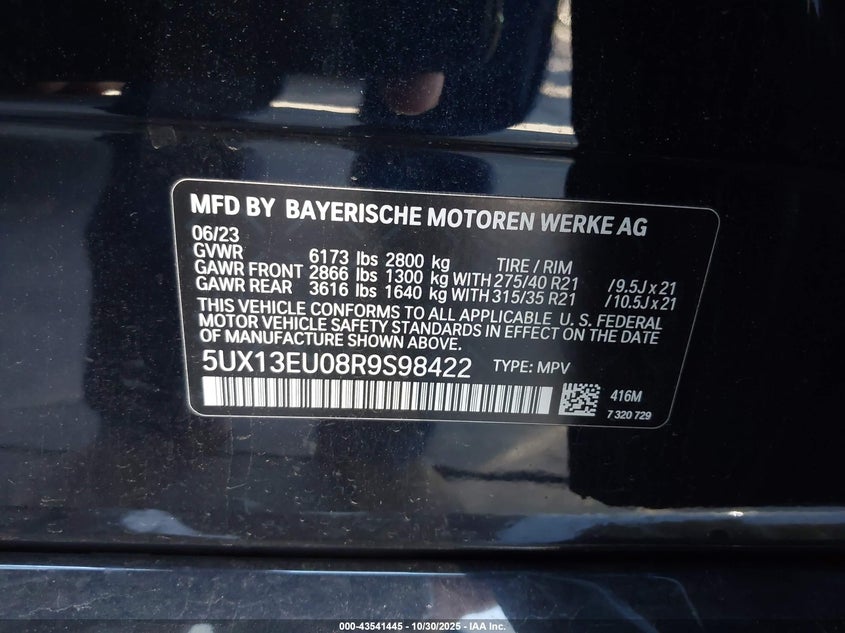 MFD BY BAYERISCHE MOTOREN WERKE AG
06/23
GVWR 6173 lbs 2800 kg TIRE / RIM
GAWR FRONT 2866 lbs 1300 kg WITH 275/40 R21 /9.5J x 21
GAWR REAR 3616 lbs 1640 kg WITH 315/35 R21 /10.5J x 21
THIS VEHICLE CONFORMS TO ALL APPLICABLE U. S. FEDERAL
MOTOR VEHICLE SAFETY STANDARDS IN EFFECT ON THE DATE
OF MANUFACTURE SHOWN ABOVE.
5UX13EU08R9S98422 TYPE: MPV
416M
7 320 729
000-43541445 - 10/30/2025 - IAA Inc.